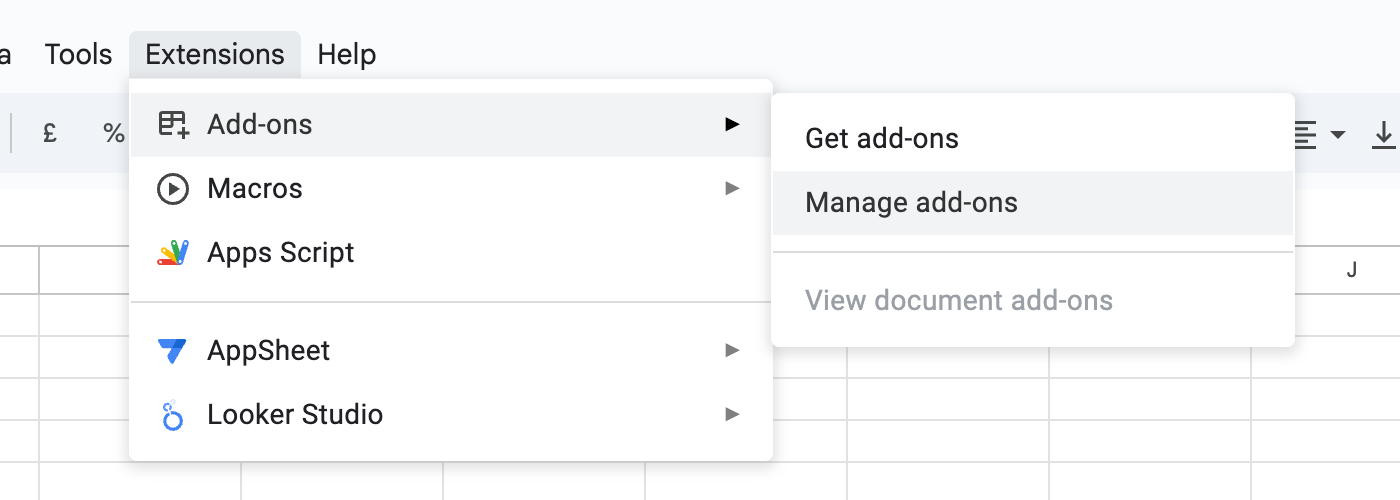 a Tools Extensions Help
£ %
Add-ons
Macros
Apps Script
AppSheet
Looker Studio
Get add-ons
Manage add-ons
View document add-ons
J